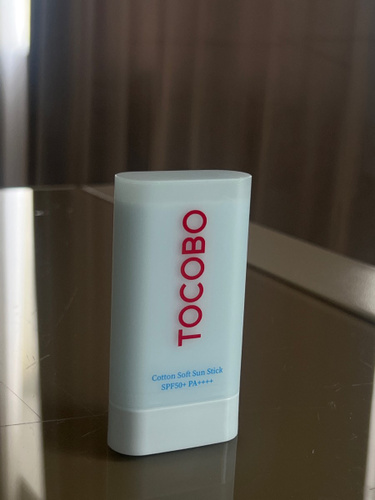 TOCOBO
Cotton Soft Sun Stick
SPF50+ PA++++